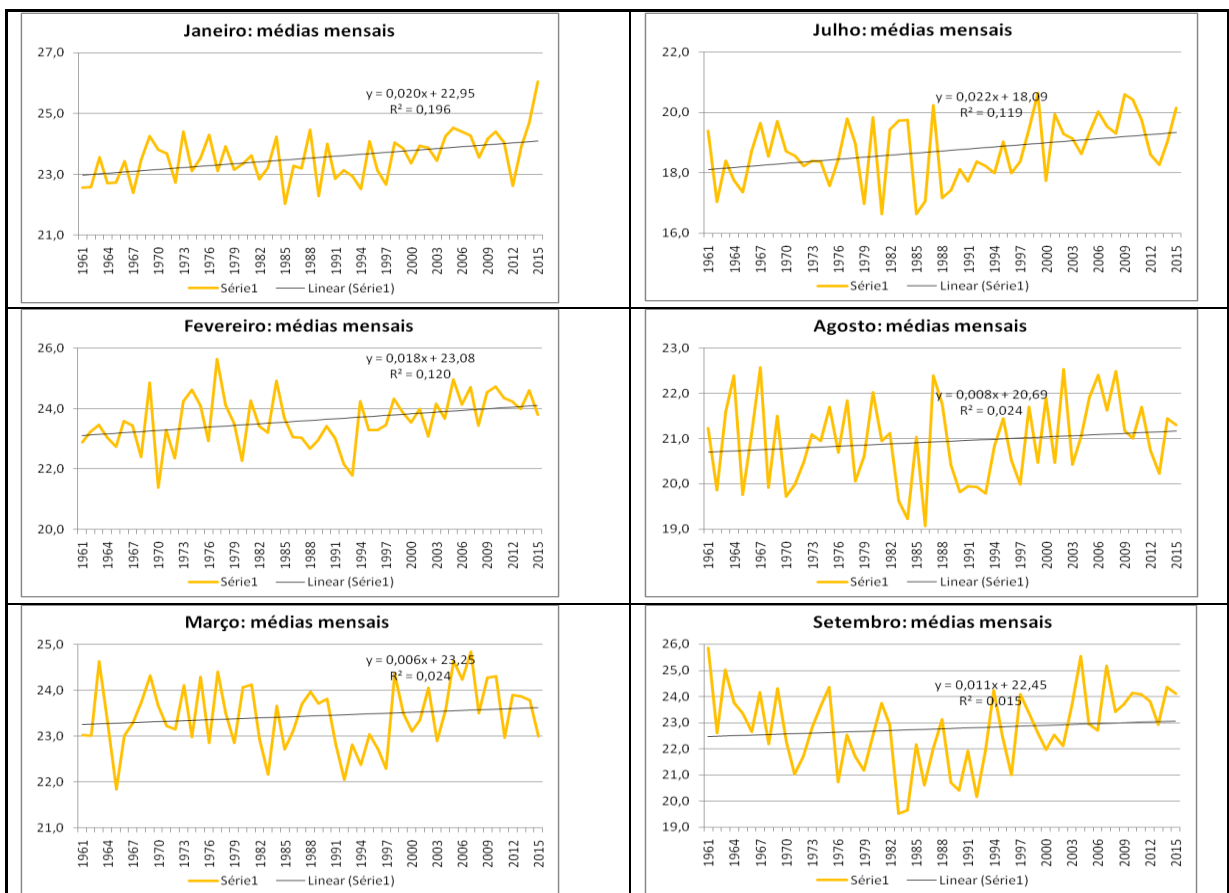 Janeiro: médias mensais
27,0
25,0
23,0
21,0
y = 0,020x + 22,95
R² = 0,196
1961 1964 1967 1970 1973 1976 1979 1982 1985 1988 1991 1994 1997 2000 2003 2006 2009 2012 2015
Série1 Linear (Série1)
Julho: médias mensais
22,0
20,0
18,0
16,0
y = 0,022x + 18,09
R² = 0,119
1961 1964 1967 1970 1973 1976 1979 1982 1985 1988 1991 1994 1997 2000 2003 2006 2009 2012 2015
Série1 Linear (Série1)
Fevereiro: médias mensais
26,0
24,0
22,0
20,0
y = 0,018x + 23,08
R² = 0,120
1961 1964 1967 1970 1973 1976 1979 1982 1985 1988 1991 1994 1997 2000 2003 2006 2009 2012 2015
Série1 Linear (Série1)
Agosto: médias mensais
23,0
22,0
21,0
20,0
19,0
y = 0,008x + 20,69
R² = 0,024
1961 1964 1967 1970 1973 1976 1979 1982 1985 1988 1991 1994 1997 2000 2003 2006 2009 2012 2015
Série1 Linear (Série1)
Março: médias mensais
25,0
24,0
23,0
22,0
21,0
y = 0,006x + 23,25
R² = 0,024
1961 1964 1967 1970 1973 1976 1979 1982 1985 1988 1991 1994 1997 2000 2003 2006 2009 2012 2015
Série1 Linear (Série1)
Setembro: médias mensais
26,0
25,0
24,0
23,0
22,0
21,0
20,0
19,0
y = 0,011x + 22,45
R² = 0,015
1961 1964 1967 1970 1973 1976 1979 1982 1985 1988 1991 1994 1997 2000 2003 2006 2009 2012 2015
Série1 Linear (Série1)